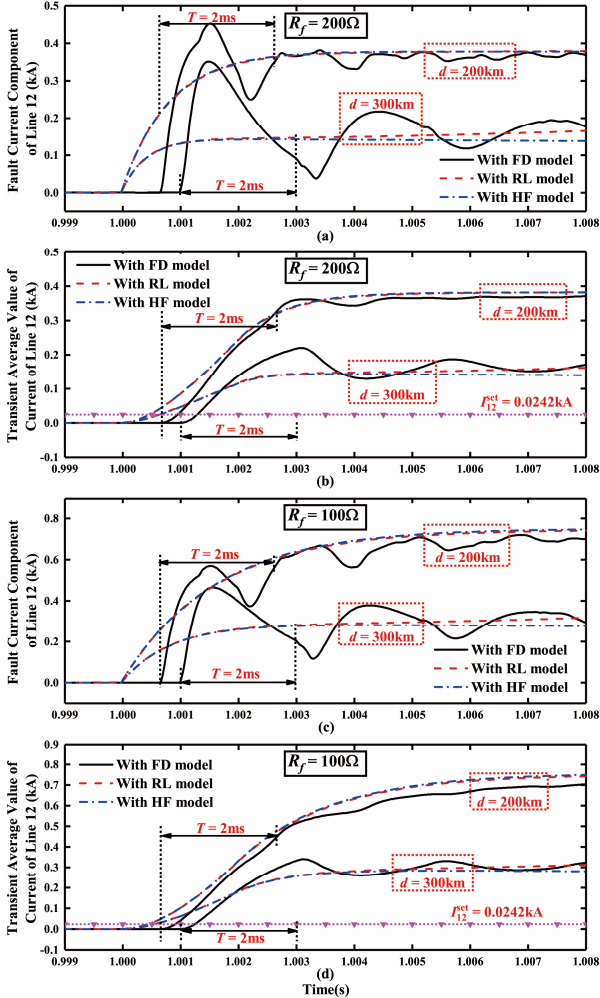 Fault Current Component
of Line 12 (kA)
0.5
0.4
0.3
0.2
0.1
0.0
T = 2ms
R_f = 200Ω
d = 200km
d = 300km
T = 2ms
With FD model
With RL model
With HF model
0.999 1.000 1.001 1.002 1.003 1.004 1.005 1.006 1.007 1.008
(a)
Transient Average Value of
Current of Line 12 (kA)
0.5
0.4
0.3
0.2
0.1
0.0
-0.1
With FD model
With RL model
With HF model
R_f = 200Ω
T = 2ms
d = 200km
d = 300km
I_12^set = 0.0242kA
T = 2ms
0.999 1.000 1.001 1.002 1.003 1.004 1.005 1.006 1.007 1.008
(b)
Fault Current Component
of Line 12 (kA)
0.8
0.6
0.4
0.2
0.0
R_f = 100Ω
T = 2ms
d = 200km
d = 300km
T = 2ms
With FD model
With RL model
With HF model
0.999 1.000 1.001 1.002 1.003 1.004 1.005 1.006 1.007 1.008
(c)
Transient Average Value of
Current of Line 12 (kA)
0.9
0.8
0.7
0.6
0.5
0.4
0.3
0.2
0.1
0.0
-0.1
With FD model
With RL model
With HF model
R_f = 100Ω
T = 2ms
d = 200km
d = 300km
I_12^set = 0.0242kA
T = 2ms
0.999 1.000 1.001 1.002 1.003 1.004 1.005 1.006 1.007 1.008
(d)
Time(s)